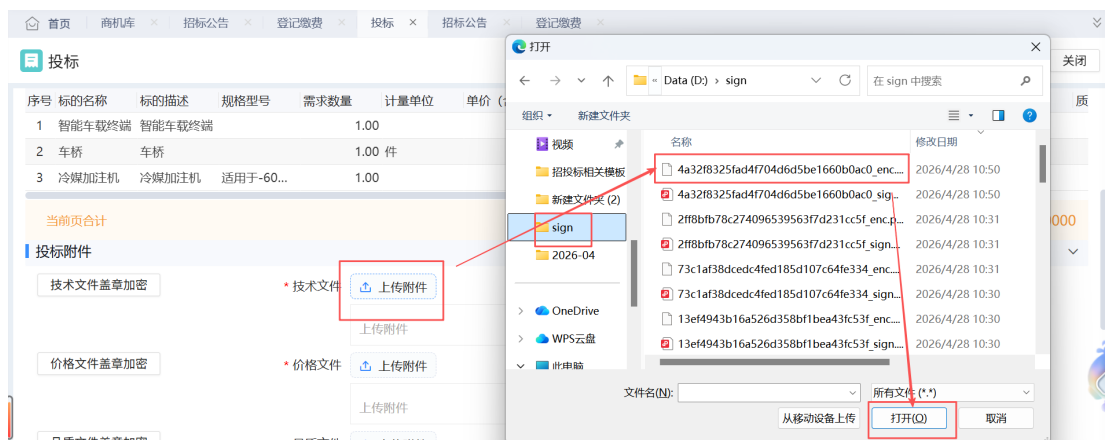 首页 商机库 招标公告 登记缴费 投标 招标公告 登记缴费
投标
关闭
序号 标的名称 标的描述 规格型号 需求数量 计量单位 单价
质
1 智能车载终端 智能车载终端 1.00
2 车桥 车桥 1.00 件
3 冷媒加注机 冷媒加注机 适用于-60... 1.00
当前页合计
0000
投标附件
技术文件盖章加密 * 技术文件 上传附件
上传附件
价格文件盖章加密 * 价格文件 上传附件
上传附件
打开
« Data (D:) › sign
在 sign 中搜索
组织 新建文件夹
视频
招投标相关模板
新建文件夹 (2)
sign
2026-04
OneDrive
WPS云盘
此电脑
名称 修改日期
4a32f8325fad4f704d6d5be1660b0ac0_enc.... 2026/4/28 10:50
4a32f8325fad4f704d6d5be1660b0ac0_sig... 2026/4/28 10:50
2ff8bfb78c274096539563f7d231cc5f_enc.p... 2026/4/28 10:31
2ff8bfb78c274096539563f7d231cc5f_sign.... 2026/4/28 10:31
73c1af38dcedc4fed185d107c64fe334_enc.... 2026/4/28 10:31
73c1af38dcedc4fed185d107c64fe334_sign... 2026/4/28 10:30
13ef4943b16a526d358bf1bea43fc53f_enc.... 2026/4/28 10:30
13ef4943b16a526d358bf1bea43fc53f_sign.... 2026/4/28 10:30
文件名(N):
所有文件 (*.*)
从移动设备上传 打开(O) 取消